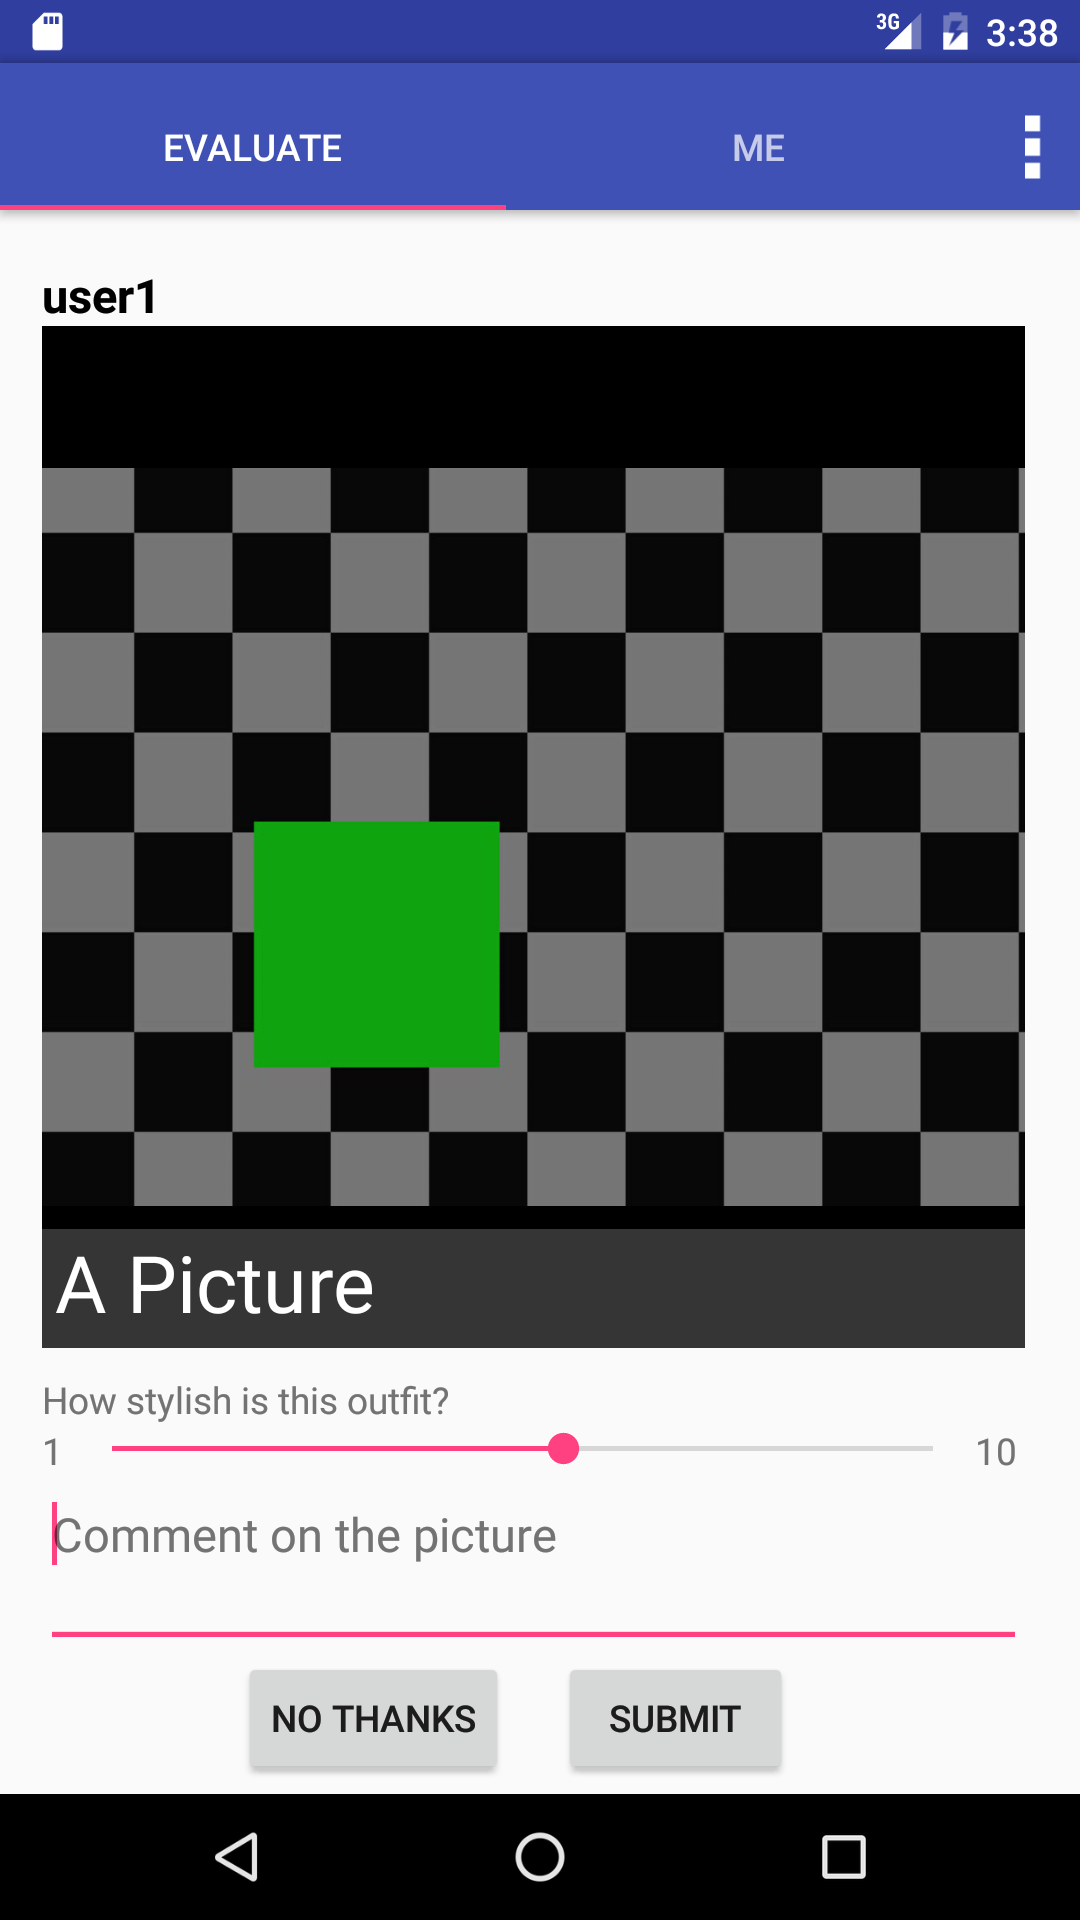 3G 3:38
EVALUATE ME
user1
A Picture
How stylish is this outfit?
1 10
Comment on the picture
NO THANKS SUBMIT